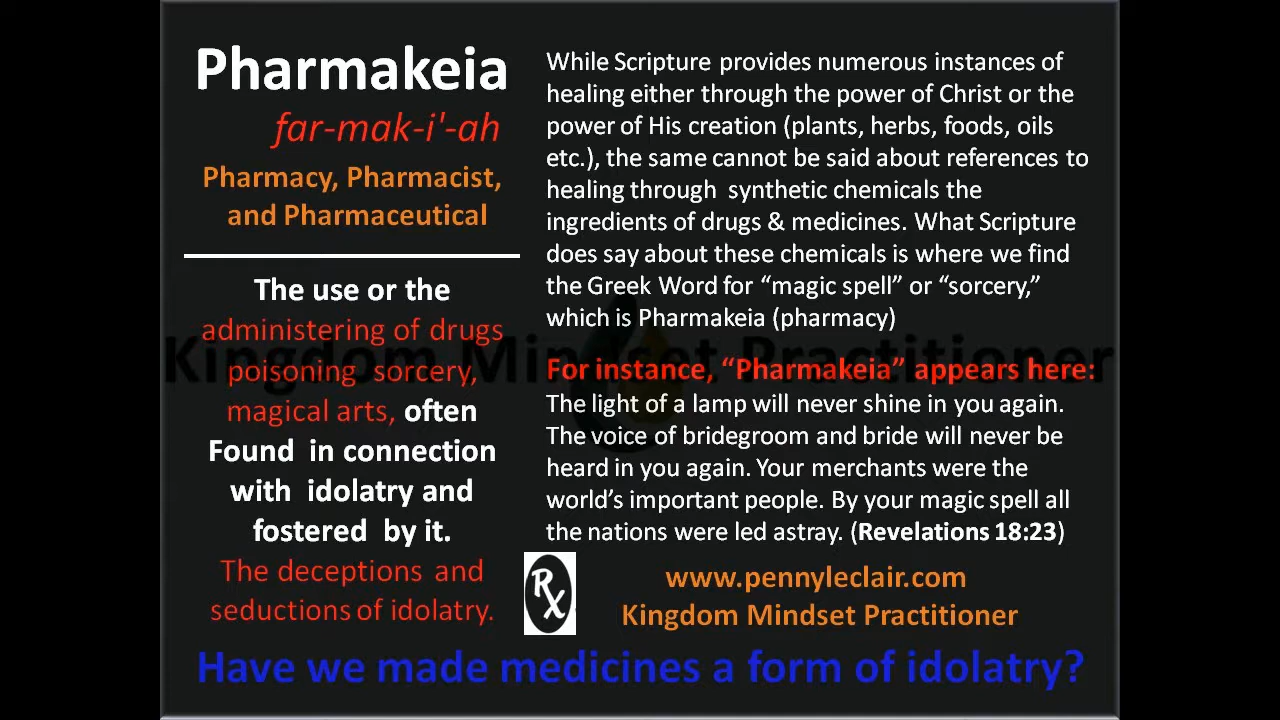 Pharmakeia
far-mak-i'-ah
Pharmacy, Pharmacist,
and Pharmaceutical
The use or the
administering of drugs
poisoning sorcery,
magical arts, often
Found in connection
with idolatry and
fostered by it.
The deceptions and
seductions of idolatry.
While Scripture provides numerous instances of
healing either through the power of Christ or the
power of His creation (plants, herbs, foods, oils
etc.), the same cannot be said about references to
healing through synthetic chemicals the
ingredients of drugs & medicines. What Scripture
does say about these chemicals is where we find
the Greek Word for “magic spell” or “sorcery,”
which is Pharmakeia (pharmacy)
Kingdom Mindset Practitioner
For instance, “Pharmakeia” appears here:
The light of a lamp will never shine in you again.
The voice of bridegroom and bride will never be
heard in you again. Your merchants were the
world’s important people. By your magic spell all
the nations were led astray. (Revelations 18:23)
Rx
www.pennyleclair.com
Kingdom Mindset Practitioner
Have we made medicines a form of idolatry?